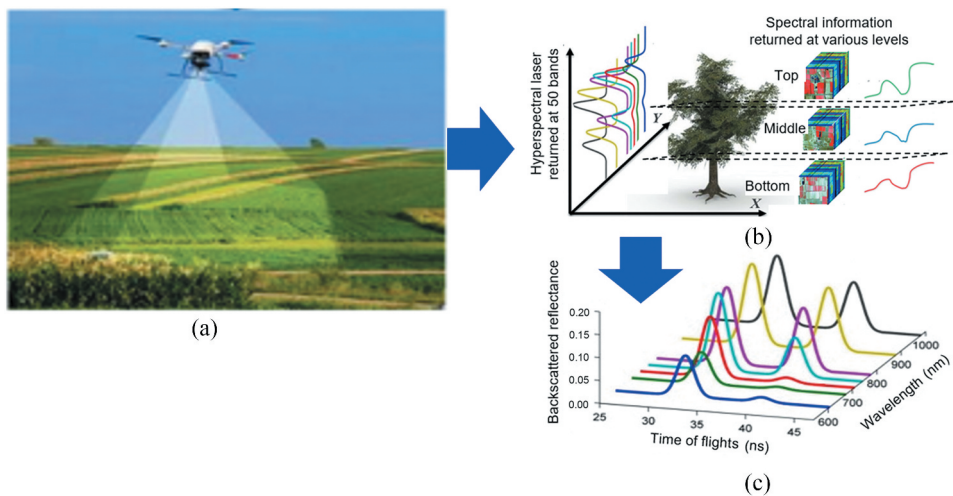 (a)
Hyperspectral laser
returned at 50 bands
Y
X
Spectral information
returned at various levels
Top
Middle
Bottom
(b)
Backscattered reflectance
0.20
0.15
0.10
0.05
0.00
25
30
35
40
45
Time of flights (ns)
600
700
800
900
1000
Wavelength (nm)
(c)